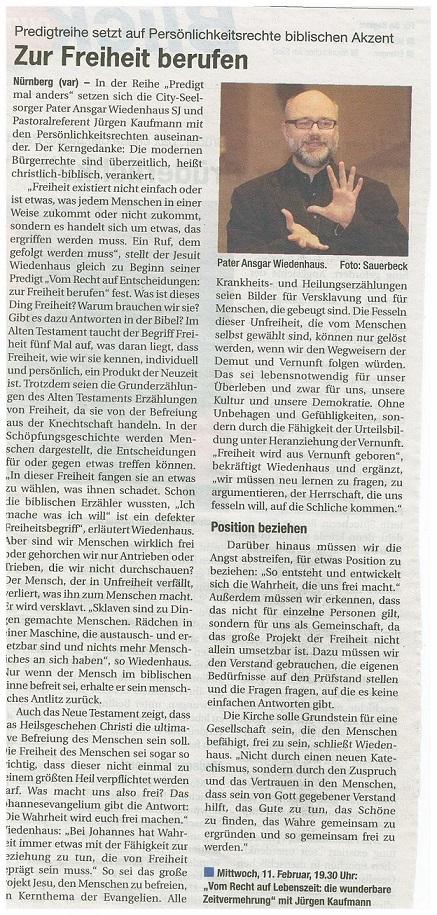 Predigtreihe setzt auf Persönlichkeitsrechte biblischen Akzent
Zur Freiheit berufen
Nürnberg (var) – In der Reihe „Predigt
mal anders“ setzen sich die City-Seel-
sorger Pater Ansgar Wiedenhaus SJ und
Pastoralreferent Jürgen Kaufmann mit
den Persönlichkeitsrechten auseinan-
der. Der Kerngedanke: Die modernen
Bürgerrechte sind überzeitlich, heißt
christlich-biblisch, verankert.
„Freiheit existiert nicht einfach oder
ist etwas, was jedem Menschen in einer
Weise zukommt oder nicht zukommt,
sondern es handelt sich um etwas, das
ergriffen werden muss. Ein Ruf, dem
gefolgt werden muss“, stellt der Jesuit
Wiedenhaus gleich zu Beginn seiner
Predigt „Vom Recht auf Entscheidungen:
zur Freiheit berufen“ fest. Was ist dieses
Ding Freiheit? Warum brauchen wir sie?
Gibt es dazu Antworten in der Bibel? Im
Alten Testament taucht der Begriff Frei-
heit fünf Mal auf, was daran liegt, dass
Freiheit, wie wir sie kennen, individuell
und persönlich, ein Produkt der Neuzeit
ist. Trotzdem seien die Grunderzählun-
gen des Alten Testaments Erzählungen
von Freiheit, da sie von der Befreiung
aus der Knechtschaft handeln. In der
Schöpfungsgeschichte werden Men-
schen dargestellt, die Entscheidungen
für oder gegen etwas treffen können.
„In dieser Freiheit fangen sie an etwas
zu wählen, was ihnen schadet. Schon
die biblischen Erzähler wussten, „Ich
mache was ich will“ ist ein defekter
Freiheitsbegriff“, erläutert Wiedenhaus.
Aber sind wir Menschen wirklich frei
oder gehorchen wir nur Antrieben oder
Trieben, die wir nicht durchschauen?
Der Mensch, der in Unfreiheit verfällt,
verliert, was ihn zum Menschen macht.
Er wird versklavt. „Sklaven sind zu Din-
gen gemachte Menschen. Rädchen in
einer Maschine, die austausch- und er-
setzbar sind und nichts mehr Mensch-
liches an sich haben“, so Wiedenhaus.
Nur wenn der Mensch im biblischen
Sinne befreit sei, erhalte er sein mensch-
liches Antlitz zurück.
Auch das Neue Testament zeigt, dass
das Heilsgeschehen Christi die ultima-
ve Befreiung des Menschen sein soll.
Die Freiheit des Menschen sei sogar so
wichtig, dass dieser nicht einmal zu
seinem größten Heil verpflichtet werden
darf. Was macht uns also frei? Das
Johannesevangelium gibt die Antwort:
„Die Wahrheit wird euch frei machen.“
Wiedenhaus: „Bei Johannes hat Wahr-
heit immer etwas mit der Fähigkeit zur
Beziehung zu tun, die von Freiheit
geprägt sein muss.“ So sei das große
Projekt Jesu, den Menschen zu befreien,
n Kernthema der Evangelien. Alle
Pater Ansgar Wiedenhaus. Foto: Sauerbeck
Krankheits- und Heilungserzählungen
seien Bilder für Versklavung und für
Menschen, die gebeugt sind. Die Fesseln
dieser Unfreiheit, die vom Menschen
selbst gewählt sind, können nur gelöst
werden, wenn wir den Wegweisern der
Demut und Vernunft folgen würden.
Das sei lebensnotwendig für unser
Überleben und zwar für uns, unsere
Kultur und unsere Demokratie. Ohne
Unbehagen und Gefühligkeiten, son-
dern durch die Fähigkeit der Urteilsbil-
dung unter Heranziehung der Vernunft.
„Freiheit wird aus Vernunft geboren“,
bekräftigt Wiedenhaus und ergänzt,
„wir müssen neu lernen zu fragen, zu
argumentieren, der Herrschaft, die uns
fesseln will, auf die Schliche kommen.“
Position beziehen
Darüber hinaus müssen wir die
Angst abstreifen, für etwas Position zu
beziehen: „So entsteht und entwickelt
sich die Wahrheit, die uns frei macht.“
Außerdem müssen wir erkennen, dass
das nicht für einzelne Personen gilt,
sondern für uns als Gemeinschaft, da
das große Projekt der Freiheit nicht
allein umsetzbar ist. Dazu müssen wir
den Verstand gebrauchen, die eigenen
Bedürfnisse auf den Prüfstand stellen
und die Fragen fragen, auf die es keine
einfachen Antworten gibt.
Die Kirche solle Grundstein für eine
Gesellschaft sein, die den Menschen
befähigt, frei zu sein, schließt Wieden-
haus. „Nicht durch einen neuen Kate-
chismus, sondern durch den Zuspruch
und das Vertrauen in den Menschen,
dass sein von Gott gegebener Verstand
hilft, das Gute zu tun, das Schöne
zu finden, das Wahre gemeinsam zu
ergründen und so gemeinsam frei zu
werden.“
Mittwoch, 11. Februar, 19.30 Uhr:
„Vom Recht auf Lebenszeit: die wunderbare
Zeitvermehrung“ mit Jürgen Kaufmann